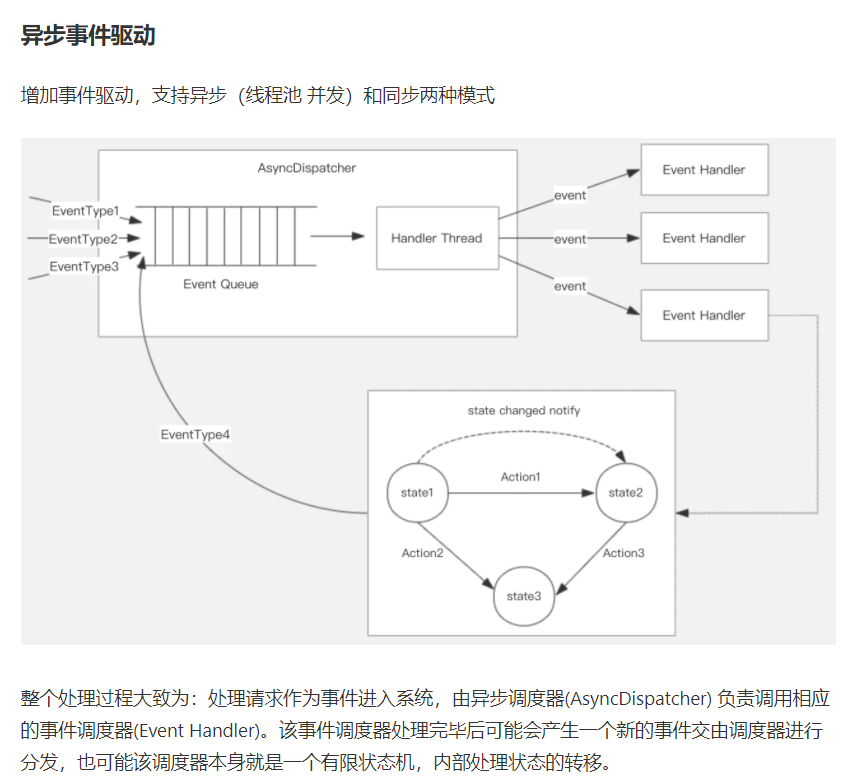 异步事件驱动
增加事件驱动，支持异步（线程池 并发）和同步两种模式
AsyncDispatcher
EventType1
EventType2
EventType3
Event Queue
Handler Thread
event
event
event
Event Handler
Event Handler
Event Handler
EventType4
state changed notify
state1
Action1
state2
Action2
Action3
state3
整个处理过程大致为：处理请求作为事件进入系统，由异步调度器(AsyncDispatcher) 负责调用相应
的事件调度器(Event Handler)。该事件调度器处理完毕后可能会产生一个新的事件交由调度器进行
分发，也可能该调度器本身就是一个有限状态机，内部处理状态的转移。